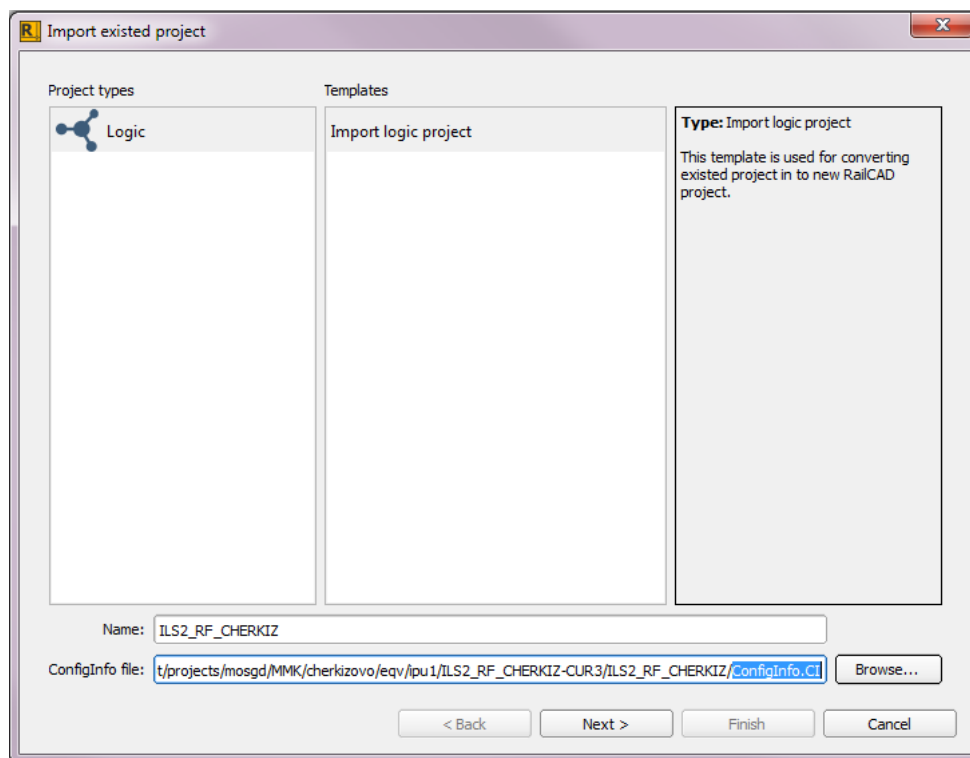 R
Import existed project
Project types
Templates
Logic
Import logic project
Type: Import logic project
This template is used for converting
existed project in to new RailCAD
project.
Name: ILS2_RF_CHERKIZ
ConfigInfo file: t/projects/mosgd/MMK/cherkizovo/eqv/ipu1/ILS2_RF_CHERKIZ-CUR3/ILS2_RF_CHERKIZ/ConfigInfo.CI Browse...
< Back Next > Finish Cancel